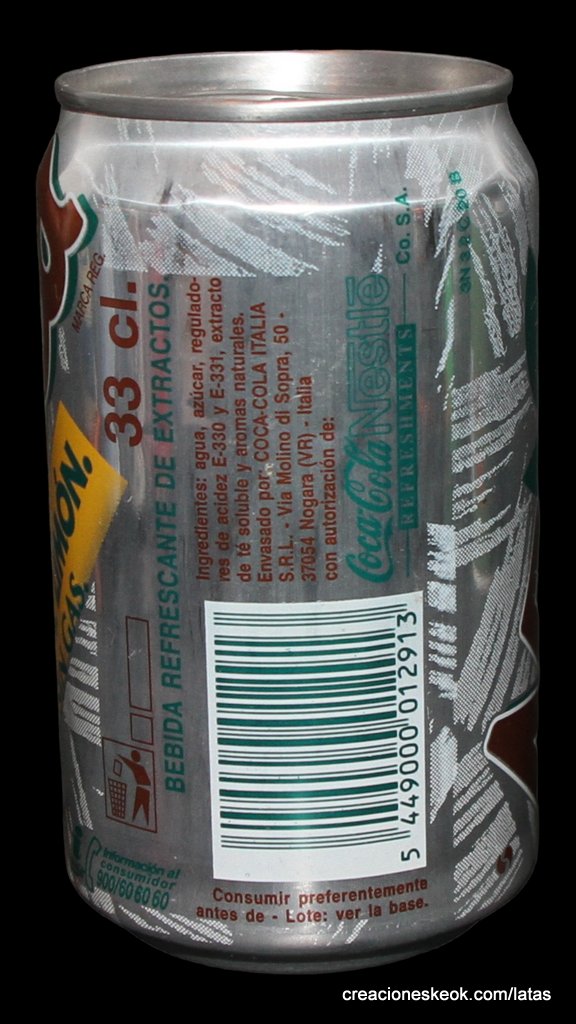 MARCA REG.
33 cl.
BEBIDA REFRESCANTE DE EXTRACTOS.
Ingredientes: agua, azúcar, regulado-
res de acidez E-330 y E-331, extracto
de té soluble y aromas naturales.
Envasado por: COCA-COLA ITALIA
S.R.L. - Via Molino di Sopra, 50 -
37054 Nogara (VR) - Italia
con autorización de:
Coca-Cola Nestlé Co. S.A.
REFRESHMENTS
5 449000 012913
Información al
consumidor
900/60 60 60
Consumir preferentemente
antes de - Lote: ver la base.
creacioneskeok.com/latas